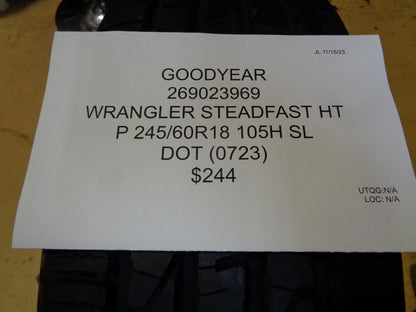 JL 11/15/23
GOODYEAR
269023969
WRANGLER STEADFAST HT
P 245/60R18 105H SL
DOT (0723)
$244
UTQG:N/A
LOC: N/A